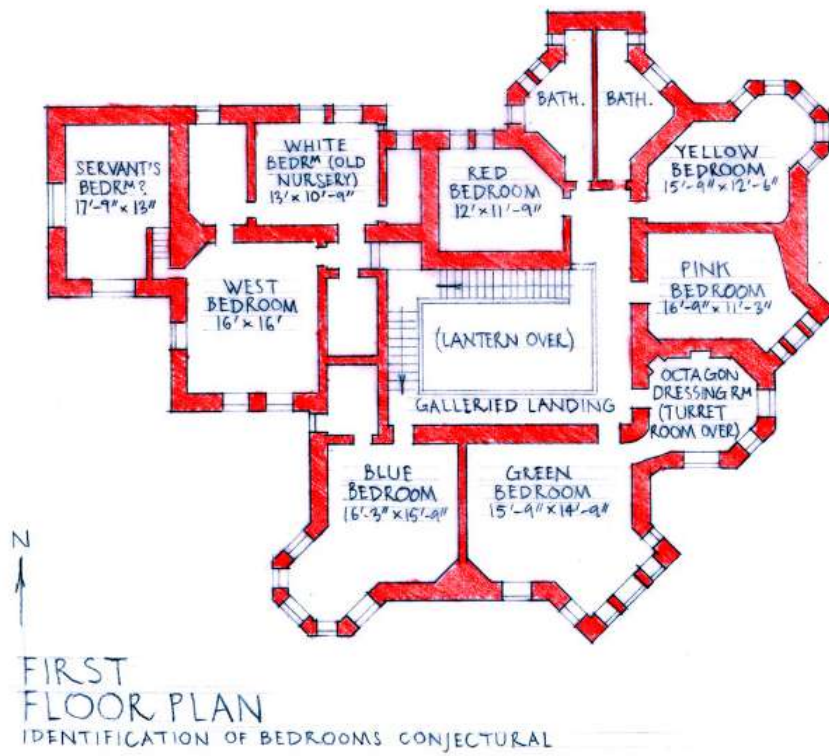 BATH.
BATH.
SERVANT'S
BEDRM?
17'-9" x 13"
WHITE
BEDRM (OLD
NURSERY)
13' x 10'-9"
RED
BEDROOM
12' x 11'-9"
YELLOW
BEDROOM
15'-9" x 12'-6"
WEST
BEDROOM
16' x 16'
(LANTERN OVER)
PINK
BEDROOM
16'-9" x 11'-3"
GALLERIED LANDING
OCTAGON
DRESSING RM
(TURRET
ROOM OVER)
BLUE
BEDROOM
16'-3" x 15'-9"
GREEN
BEDROOM
15'-9" x 14'-9"
N
FIRST
FLOOR PLAN
IDENTIFICATION OF BEDROOMS CONJECTURAL